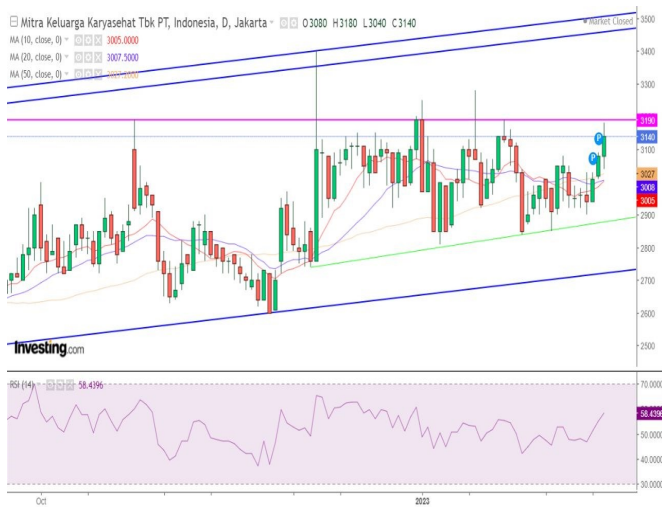 Mitra Keluarga Karyasehat Tbk PT, Indonesia, D, Jakarta O3080 H3180 L3040 C3140
Market Closed
MA (10, close, 0) 3005.0000
MA (20, close, 0) 3007.5000
MA (50, close, 0) 3027.2000
3500
3400
3300
3190
3140
3100
3027
3008
3005
2900
2800
2700
2600
2500
P
P
Investing.com
RSI (14) 58.4396
70.0000
58.4396
50.0000
40.0000
30.0000
Oct
2023